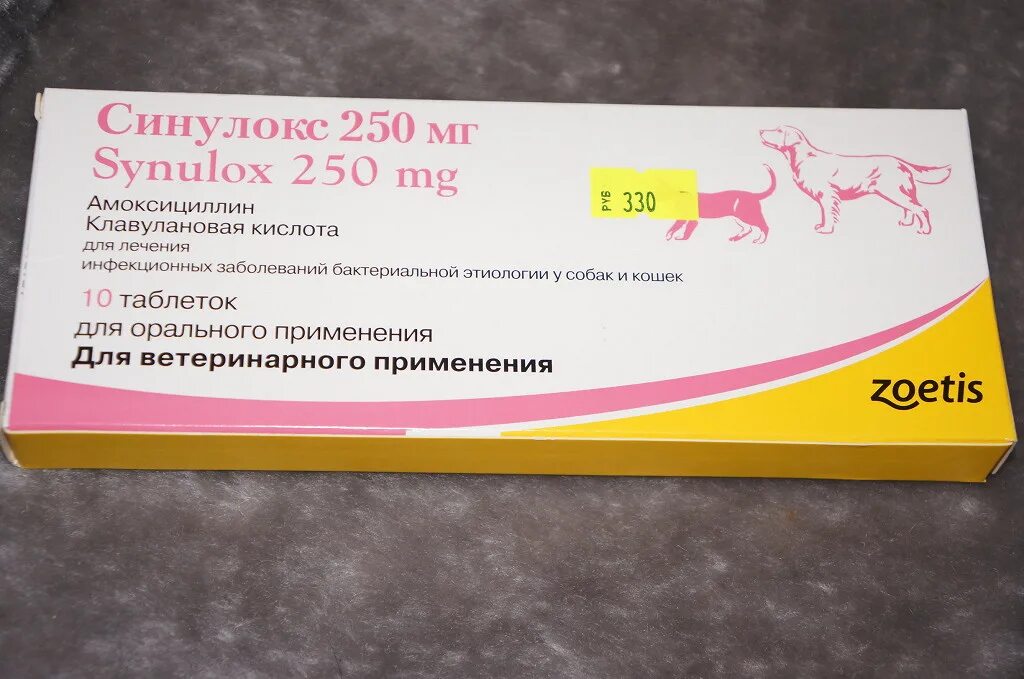 Синулокс 250 мг
Synulox 250 mg
Амоксициллин
Клавулановая кислота
для лечения
инфекционных заболеваний бактериальной этиологии у собак и кошек
10 таблеток
для орального применения
Для ветеринарного применения
РУБ 330
zoetis